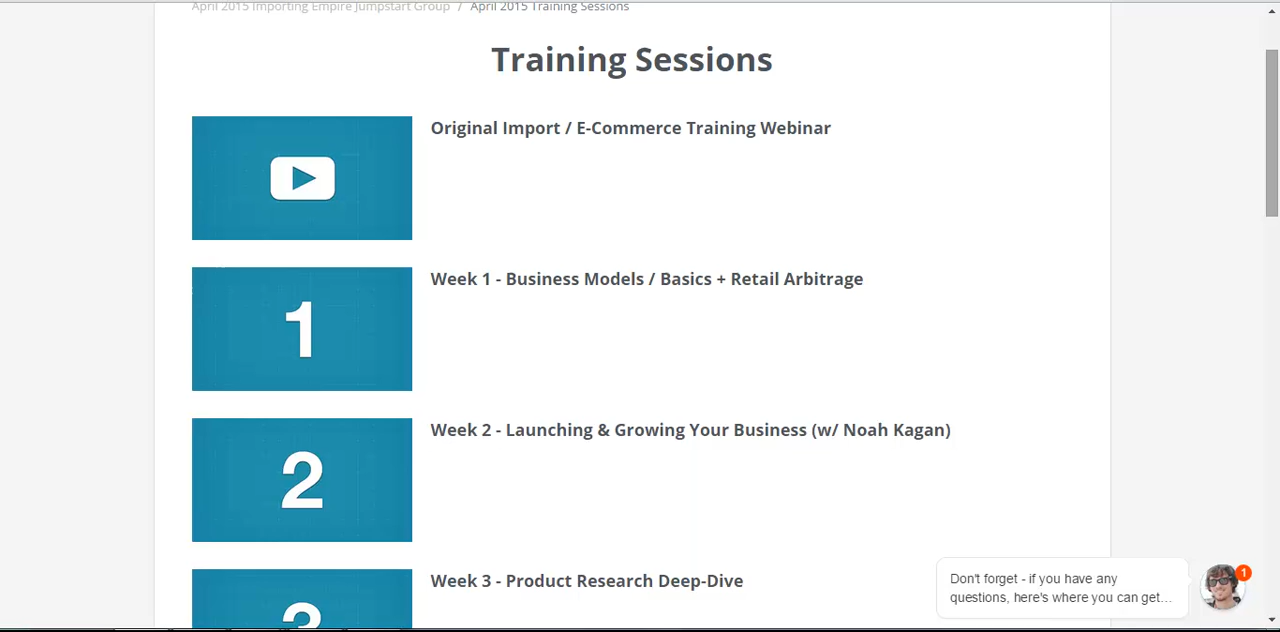 April 2015 Importing Empire Jumpstart Group / April 2015 Training Sessions
Training Sessions
Original Import / E-Commerce Training Webinar
1
Week 1 - Business Models / Basics + Retail Arbitrage
2
Week 2 - Launching & Growing Your Business (w/ Noah Kagan)
3
Week 3 - Product Research Deep-Dive
Don't forget - if you have any
questions, here's where you can get...
1